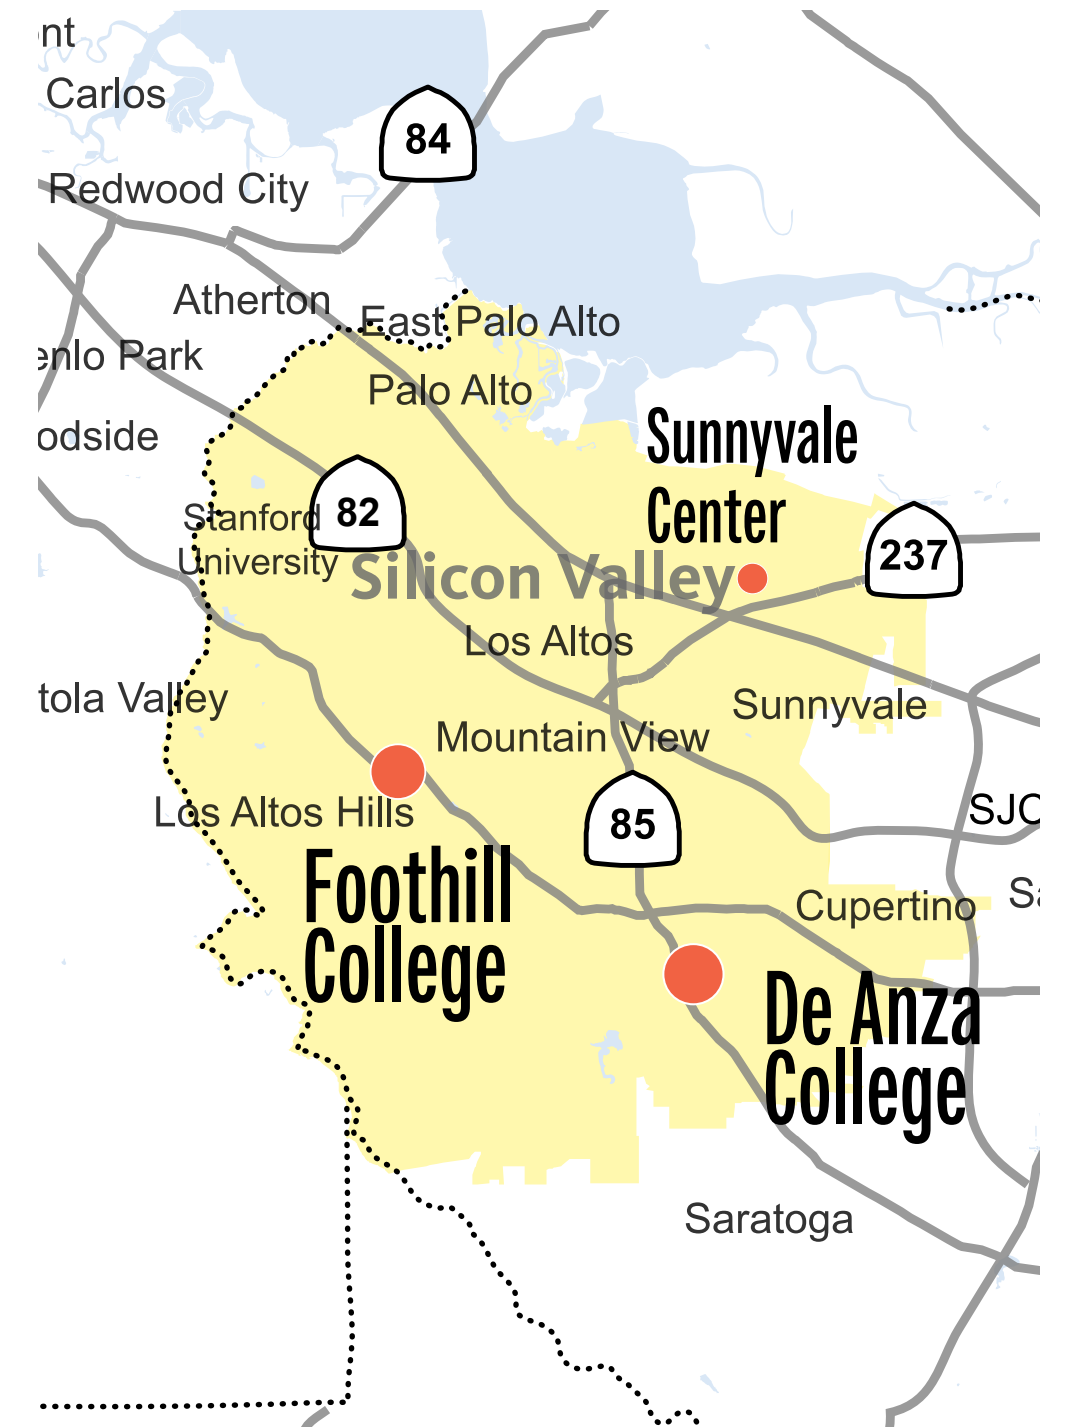 nt
Carlos
84
Redwood City
Atherton
East Palo Alto
enlo Park
Palo Alto
odside
Sunnyvale
Center
Stanford
University
82
237
Silicon Valley
Los Altos
tola Valley
Sunnyvale
Mountain View
Los Altos Hills
85
SJC
Foothill
College
Cupertino
Sa
De Anza
College
Saratoga